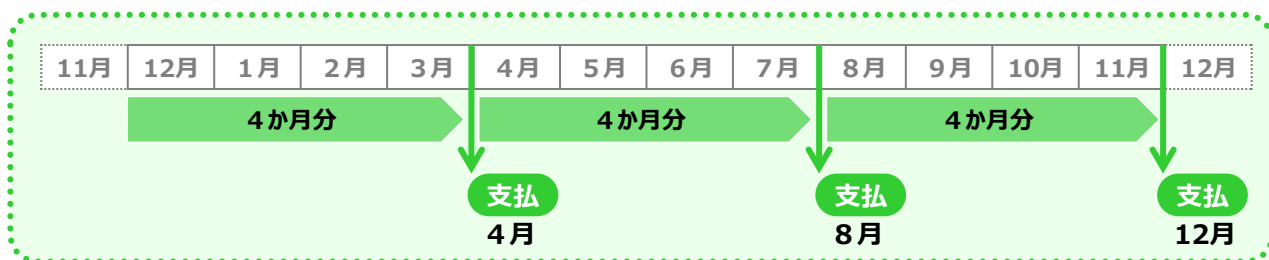 11月 12月 1月 2月 3月 4月 5月 6月 7月 8月 9月 10月 11月 12月
4か月分 4か月分 4か月分
支払 支払 支払
4月 8月 12月